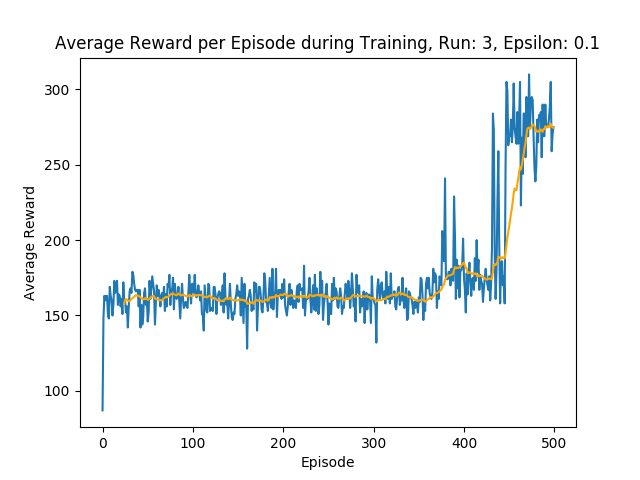 Average Reward per Episode during Training, Run: 3, Epsilon: 0.1
300
250
200
150
100
Average Reward
0 100 200 300 400 500
Episode